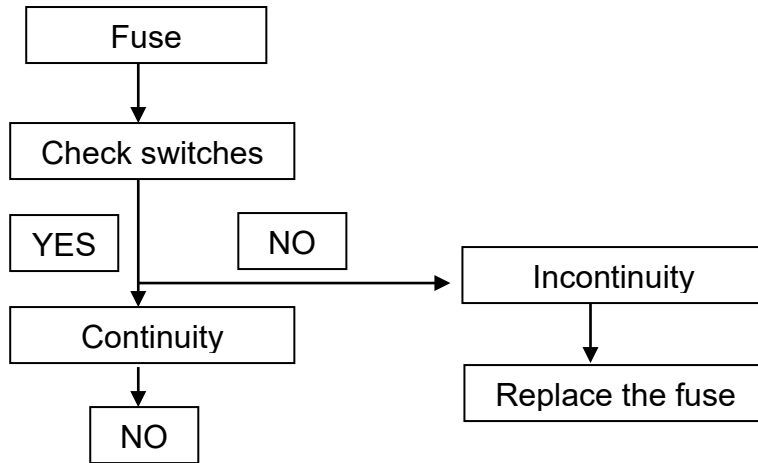 Fuse
Check switches
YES
NO
Incontinuity
Continuity
Replace the fuse
NO